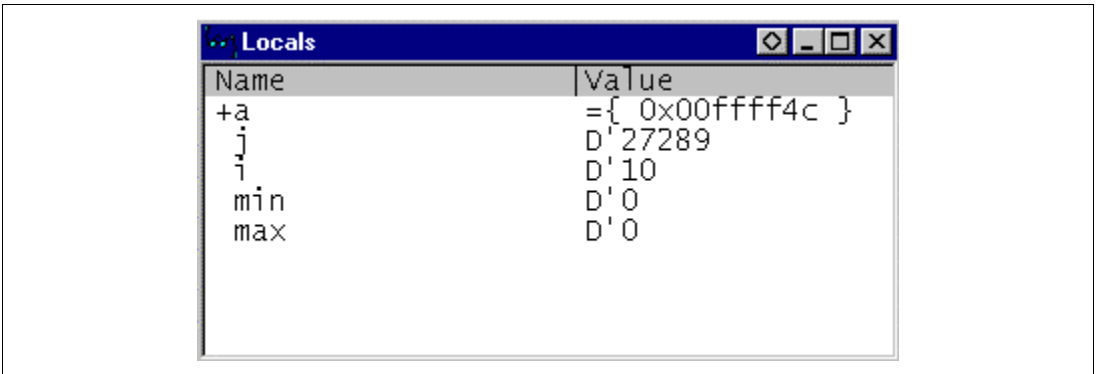 Locals
Name Value
+a ={ 0x00ffff4c }
j D'27289
i D'10
min D'0
max D'0